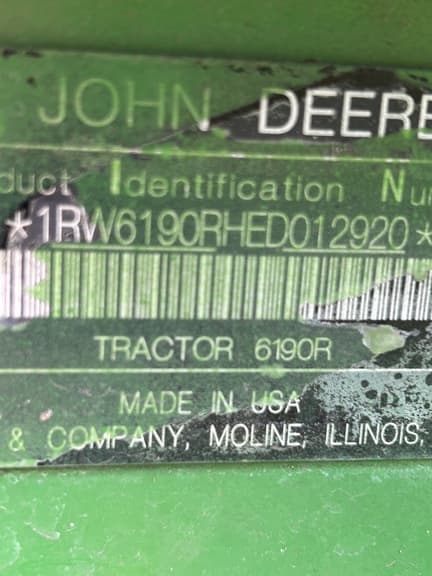 JOHN DEERE
duct Identification Nu
*1RW6190RHED012920*
TRACTOR 6190R
MADE IN USA
& COMPANY, MOLINE, ILLINOIS,